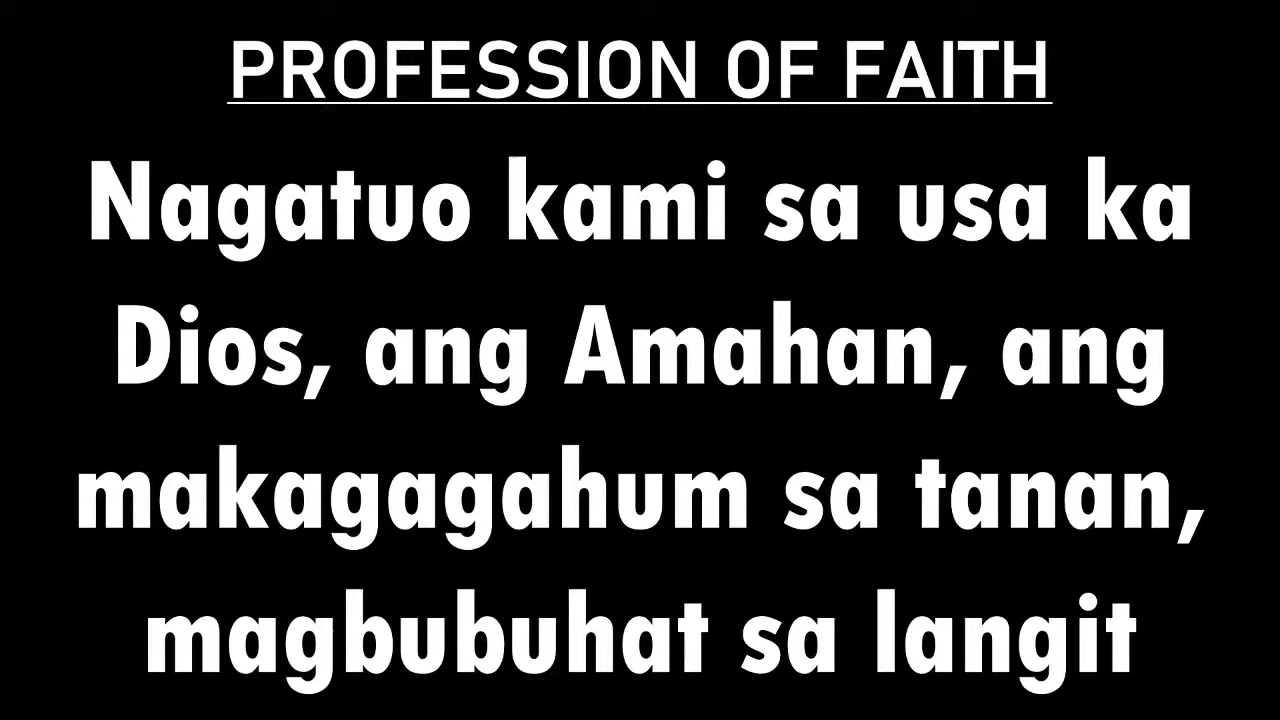 PROFESSION OF FAITH
Nagatuo kami sa usa ka
Dios, ang Amahan, ang
makagagahum sa tanan,
magbubuhat sa langit